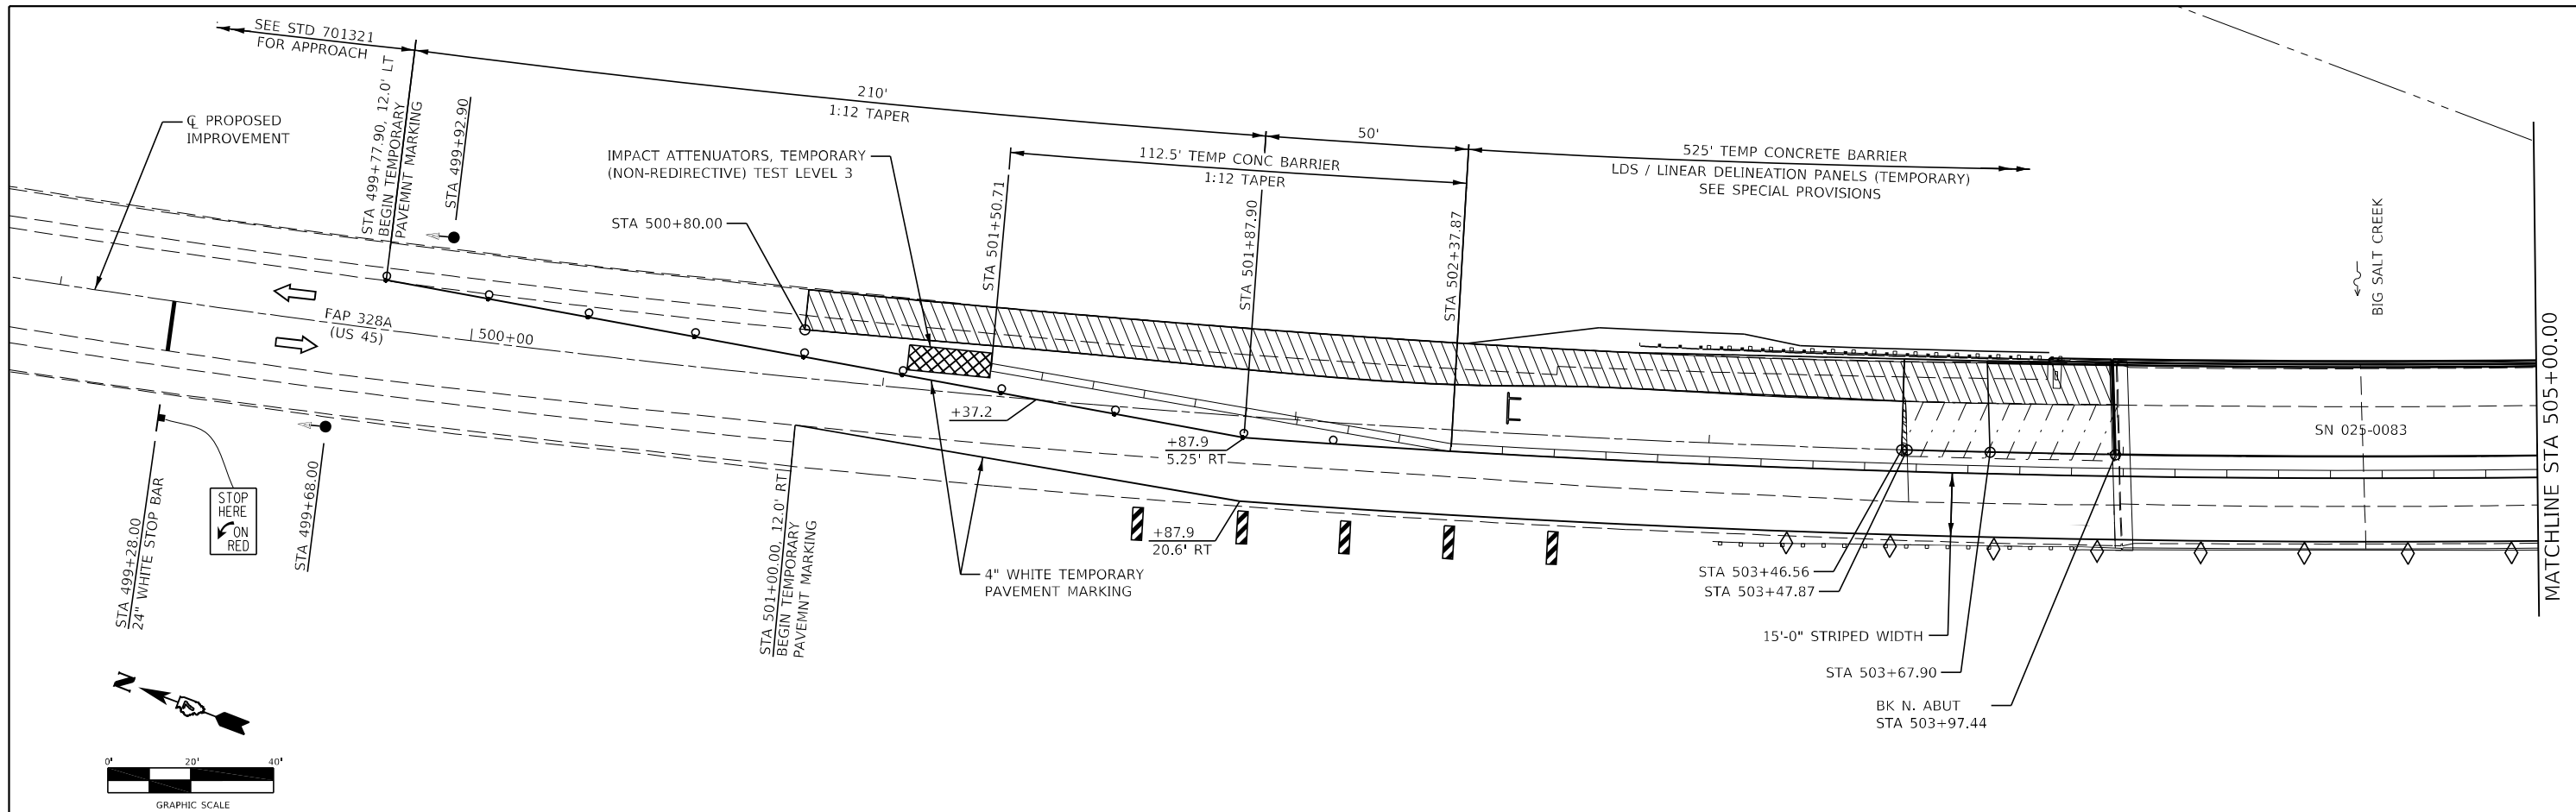 SEE STD 701321
FOR APPROACH
STA 499+77.90, 12.0' LT
BEGIN TEMPORARY
PAVEMNT MARKING
STA 499+92.90
℄ PROPOSED
IMPROVEMENT
210'
1:12 TAPER
50'
IMPACT ATTENUATORS, TEMPORARY
(NON-REDIRECTIVE) TEST LEVEL 3
112.5' TEMP CONC BARRIER
1:12 TAPER
525' TEMP CONCRETE BARRIER
LDS / LINEAR DELINEATION PANELS (TEMPORARY)
SEE SPECIAL PROVISIONS
STA 500+80.00
STA 501+50.71
STA 501+87.90
STA 502+37.87
BIG SALT CREEK
FAP 328A
(US 45)
500+00
+37.2
+87.9
5.25' RT
SN 025-0083
MATCHLINE STA 505+00.00
STA 499+28.00
24" WHITE STOP BAR
STOP
HERE
ON
RED
STA 499+68.00
STA 501+00.00, 12.0' RT
BEGIN TEMPORARY
PAVEMNT MARKING
+87.9
20.6' RT
4" WHITE TEMPORARY
PAVEMENT MARKING
STA 503+46.56
STA 503+47.87
15'-0" STRIPED WIDTH
STA 503+67.90
BK N. ABUT
STA 503+97.44
N
7
0'
20'
40'
GRAPHIC SCALE